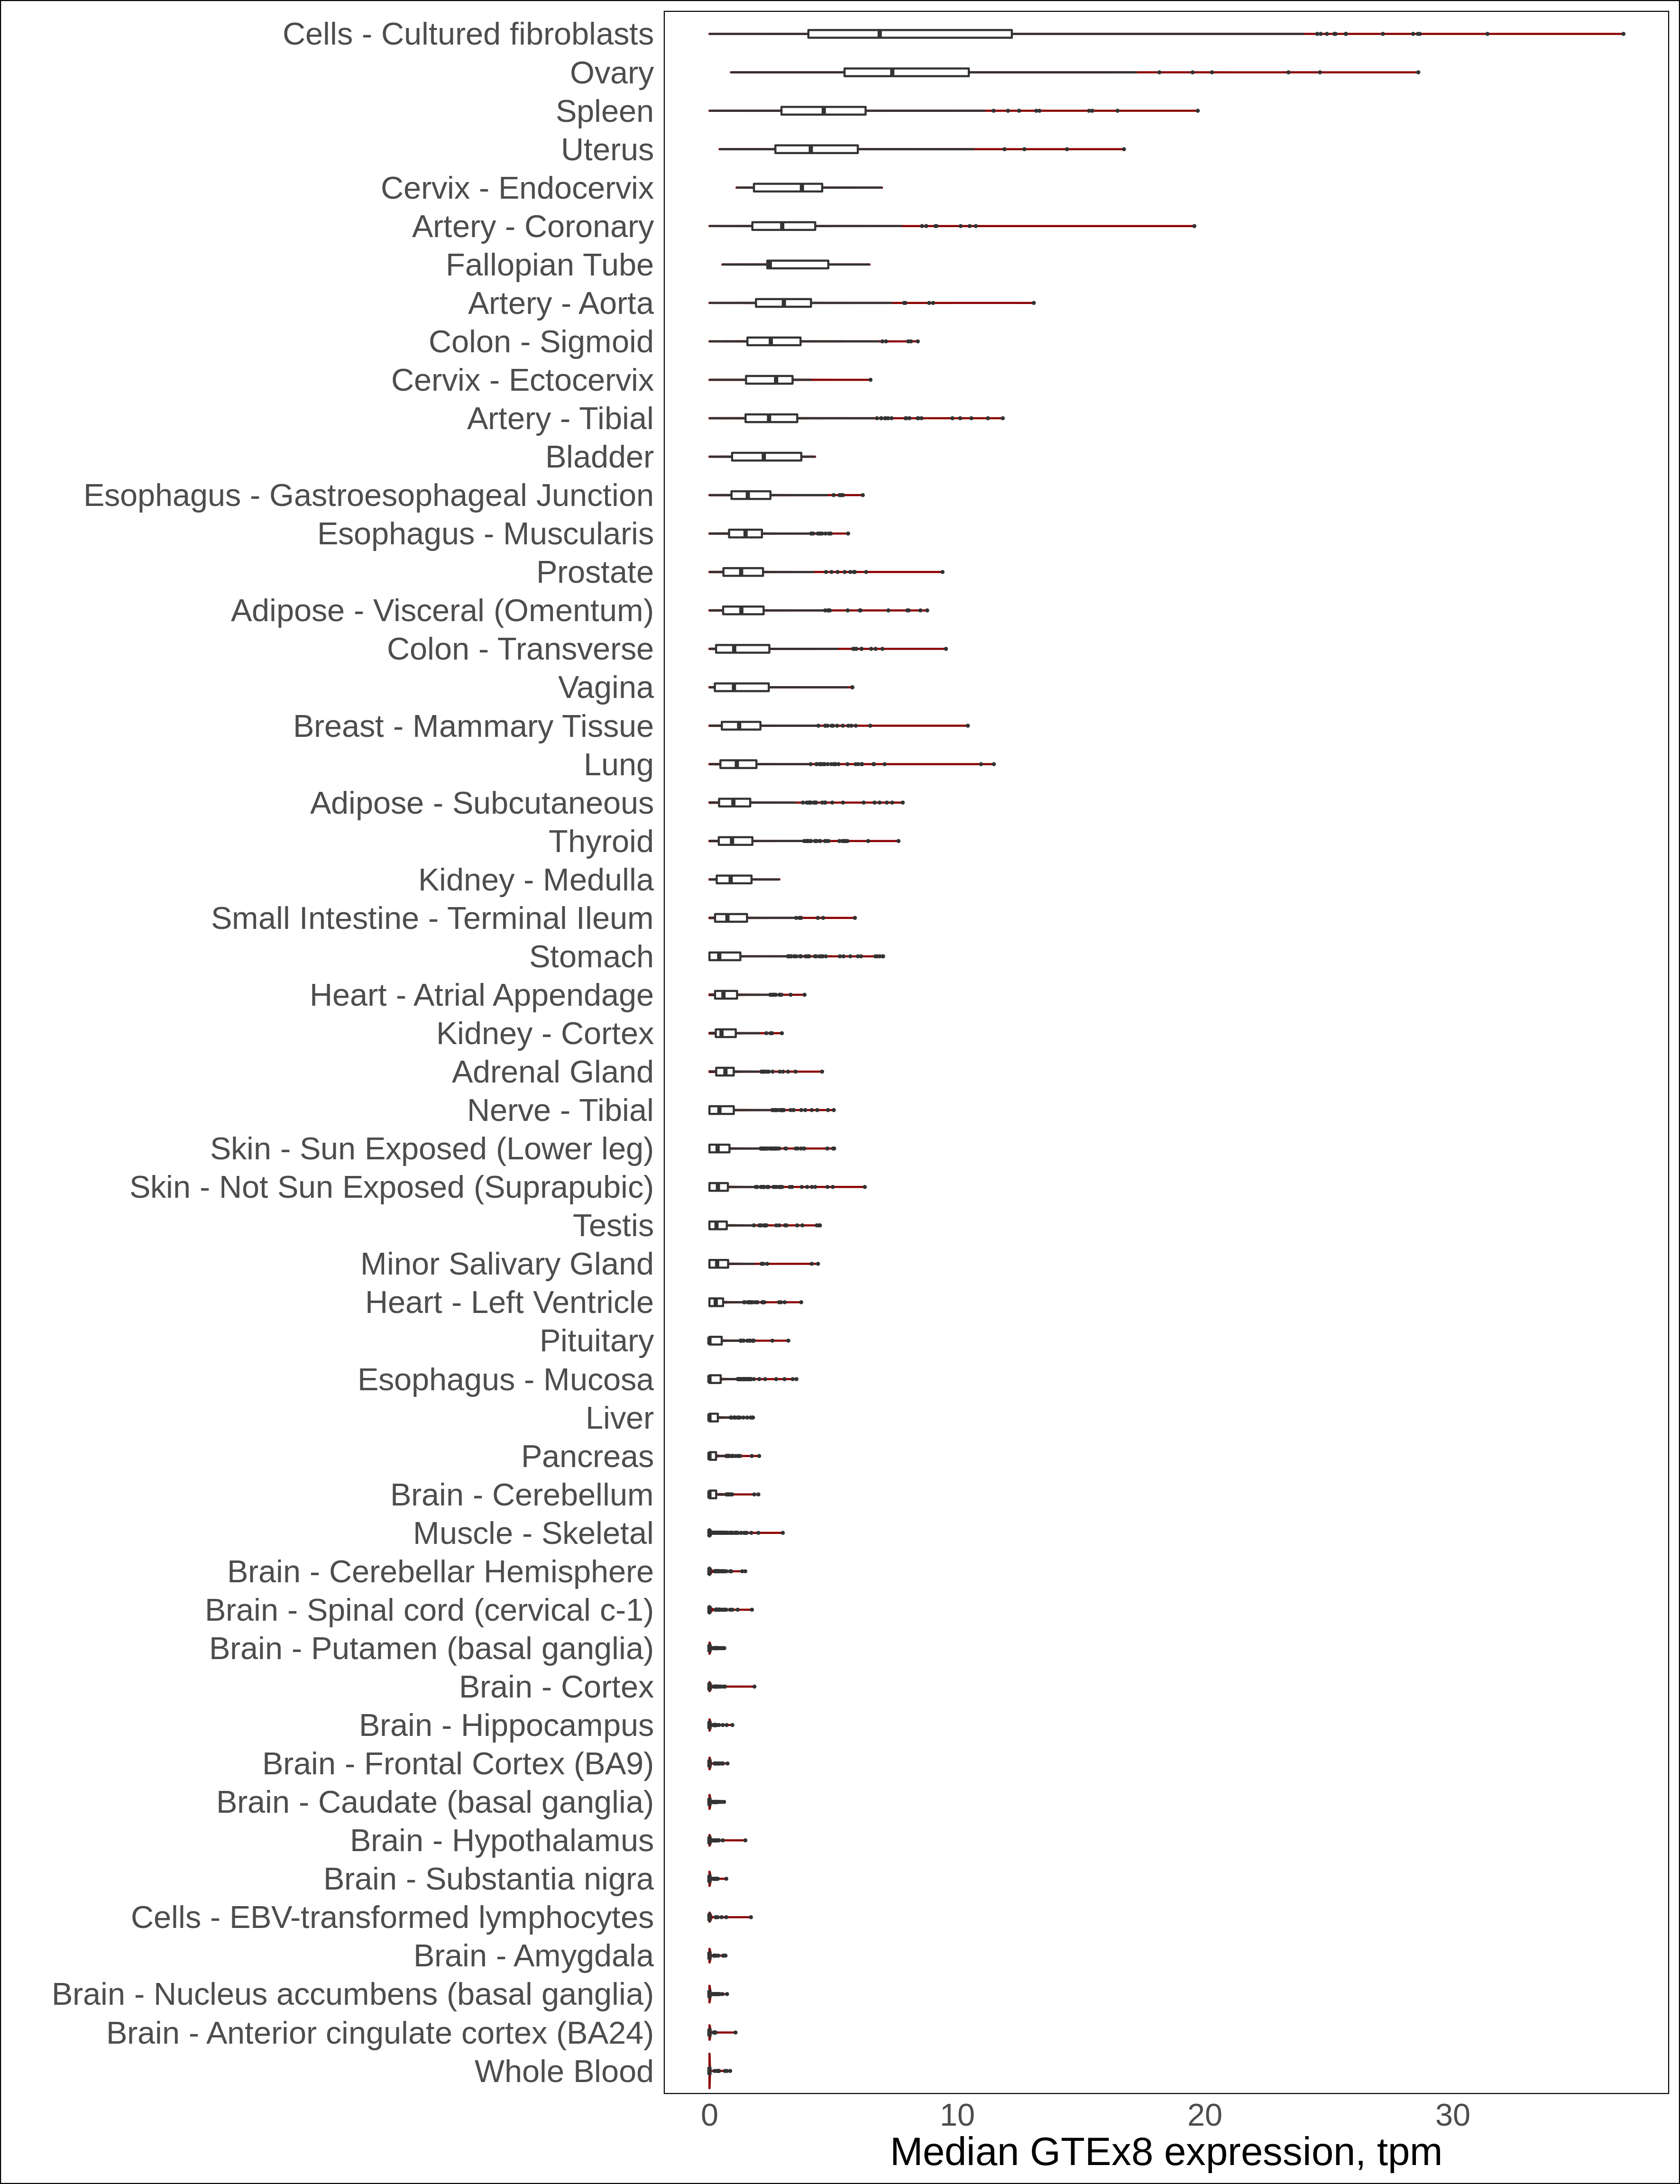 Cells - Cultured fibroblasts
Ovary
Spleen
Uterus
Cervix - Endocervix
Artery - Coronary
Fallopian Tube
Artery - Aorta
Colon - Sigmoid
Cervix - Ectocervix
Artery - Tibial
Bladder
Esophagus - Gastroesophageal Junction
Esophagus - Muscularis
Prostate
Adipose - Visceral (Omentum)
Colon - Transverse
Vagina
Breast - Mammary Tissue
Lung
Adipose - Subcutaneous
Thyroid
Kidney - Medulla
Small Intestine - Terminal Ileum
Stomach
Heart - Atrial Appendage
Kidney - Cortex
Adrenal Gland
Nerve - Tibial
Skin - Sun Exposed (Lower leg)
Skin - Not Sun Exposed (Suprapubic)
Testis
Minor Salivary Gland
Heart - Left Ventricle
Pituitary
Esophagus - Mucosa
Liver
Pancreas
Brain - Cerebellum
Muscle - Skeletal
Brain - Cerebellar Hemisphere
Brain - Spinal cord (cervical c-1)
Brain - Putamen (basal ganglia)
Brain - Cortex
Brain - Hippocampus
Brain - Frontal Cortex (BA9)
Brain - Caudate (basal ganglia)
Brain - Hypothalamus
Brain - Substantia nigra
Cells - EBV-transformed lymphocytes
Brain - Amygdala
Brain - Nucleus accumbens (basal ganglia)
Brain - Anterior cingulate cortex (BA24)
Whole Blood
0 10 20 30
Median GTEx8 expression, tpm